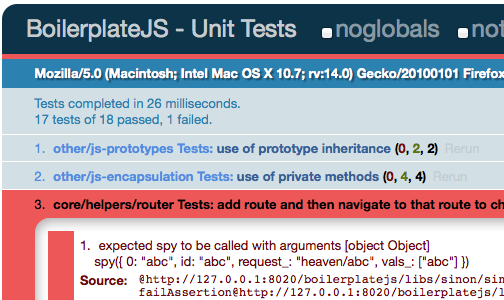 BoilerplateJS - Unit Tests noglobals
Mozilla/5.0 (Macintosh; Intel Mac OS X 10.7; rv:14.0) Gecko/20100101 Firefox
Tests completed in 26 milliseconds.
17 tests of 18 passed, 1 failed.
1. other/js-prototypes Tests: use of prototype inheritance (0, 2, 2) Rerun
2. other/js-encapsulation Tests: use of private methods (0, 4, 4) Rerun
3. core/helpers/router Tests: add route and then navigate to that route to ch
1. expected spy to be called with arguments [object Object]
spy({ 0: "abc", id: "abc", request_: "heaven/abc", vals_: ["abc"] })
Source: @http://127.0.0.1:8020/boilerplatejs/libs/sinon/sin
failAssertion@http://127.0.0.1:8020/boilerplatejs/l